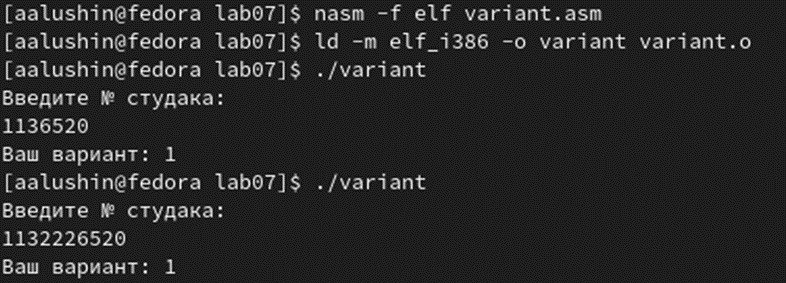 [aalushin@fedora lab07]$ nasm -f elf variant.asm
[aalushin@fedora lab07]$ ld -m elf_i386 -o variant variant.o
[aalushin@fedora lab07]$ ./variant
Введите № студака:
1136520
Ваш вариант: 1
[aalushin@fedora lab07]$ ./variant
Введите № студака:
1132226520
Ваш вариант: 1